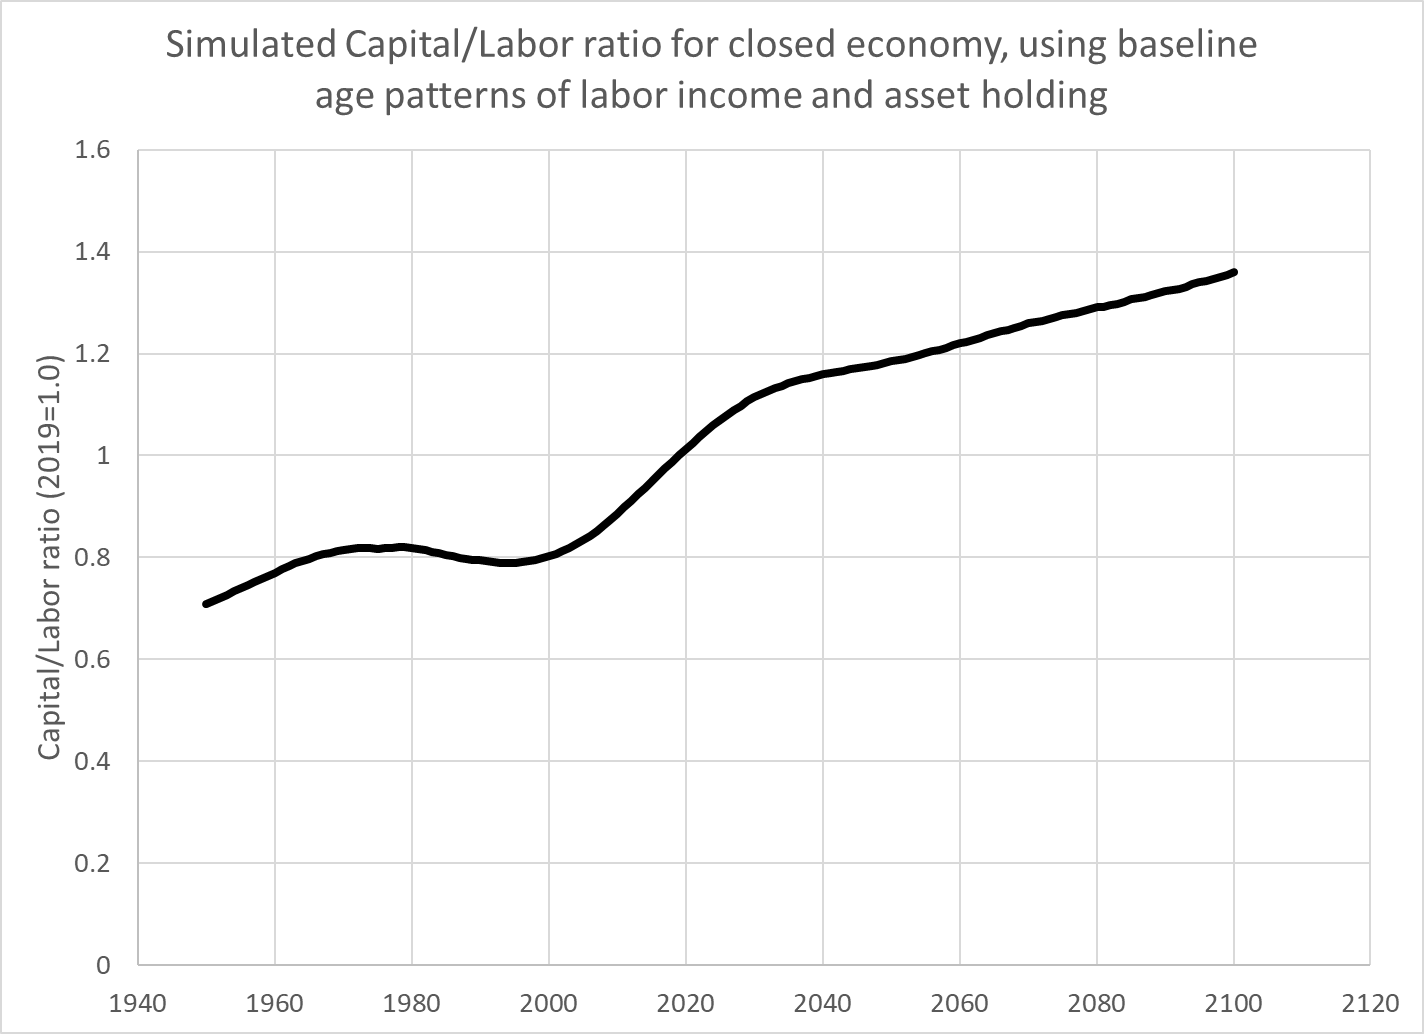 Simulated Capital/Labor ratio for closed economy, using baseline
age patterns of labor income and asset holding
Capital/Labor ratio (2019=1.0)
1.6
1.4
1.2
1
0.8
0.6
0.4
0.2
0
1940 1960 1980 2000 2020 2040 2060 2080 2100 2120